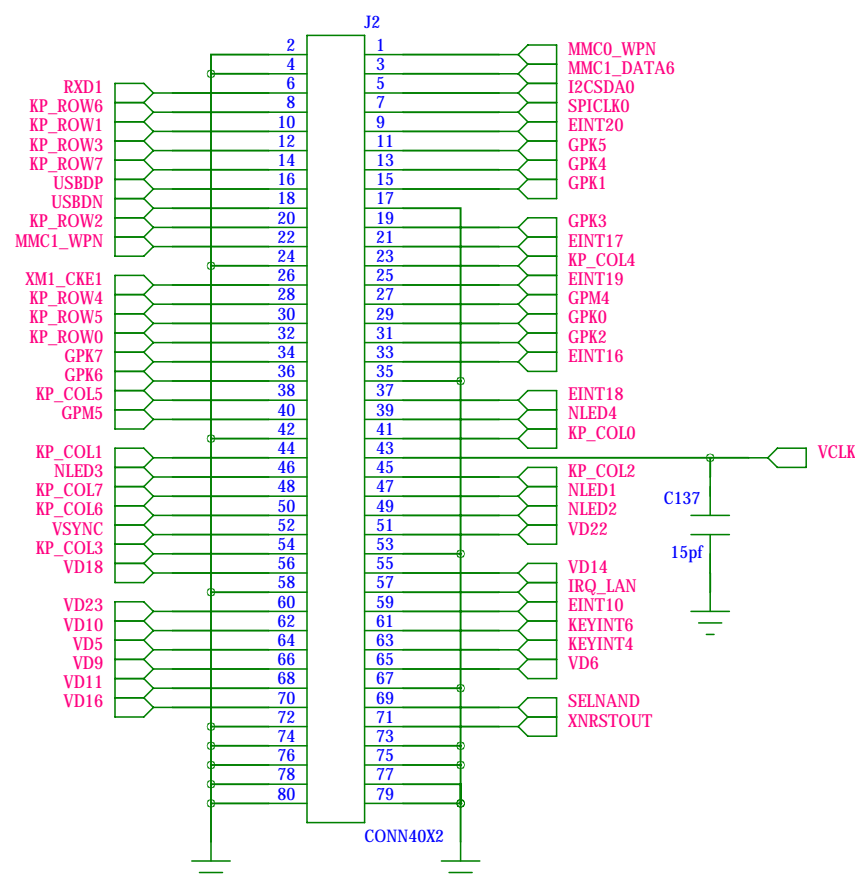 J2
2 1 MMC0_WPN
4 3 MMC1_DATA6
RXD1 6 5 I2CSDA0
KP_ROW6 8 7 SPICLK0
KP_ROW1 10 9 EINT20
KP_ROW3 12 11 GPK5
KP_ROW7 14 13 GPK4
USBDP 16 15 GPK1
USBDN 18 17
KP_ROW2 20 19 GPK3
MMC1_WPN 22 21 EINT17
24 23 KP_COL4
XM1_CKE1 26 25 EINT19
KP_ROW4 28 27 GPM4
KP_ROW5 30 29 GPK0
KP_ROW0 32 31 GPK2
GPK7 34 33 EINT16
GPK6 36 35
KP_COL5 38 37 EINT18
GPM5 40 39 NLED4
42 41 KP_COL0
KP_COL1 44 43 VCLK
NLED3 46 45 KP_COL2
KP_COL7 48 47 NLED1
C137
KP_COL6 50 49 NLED2
VSYNC 52 51 VD22
KP_COL3 54 53
15pf
VD18 56 55 VD14
58 57 IRQ_LAN
VD23 60 59 EINT10
VD10 62 61 KEYINT6
VD5 64 63 KEYINT4
VD9 66 65 VD6
VD11 68 67
VD16 70 69 SELNAND
72 71 XNRSTOUT
74 73
76 75
78 77
80 79
CONN40X2